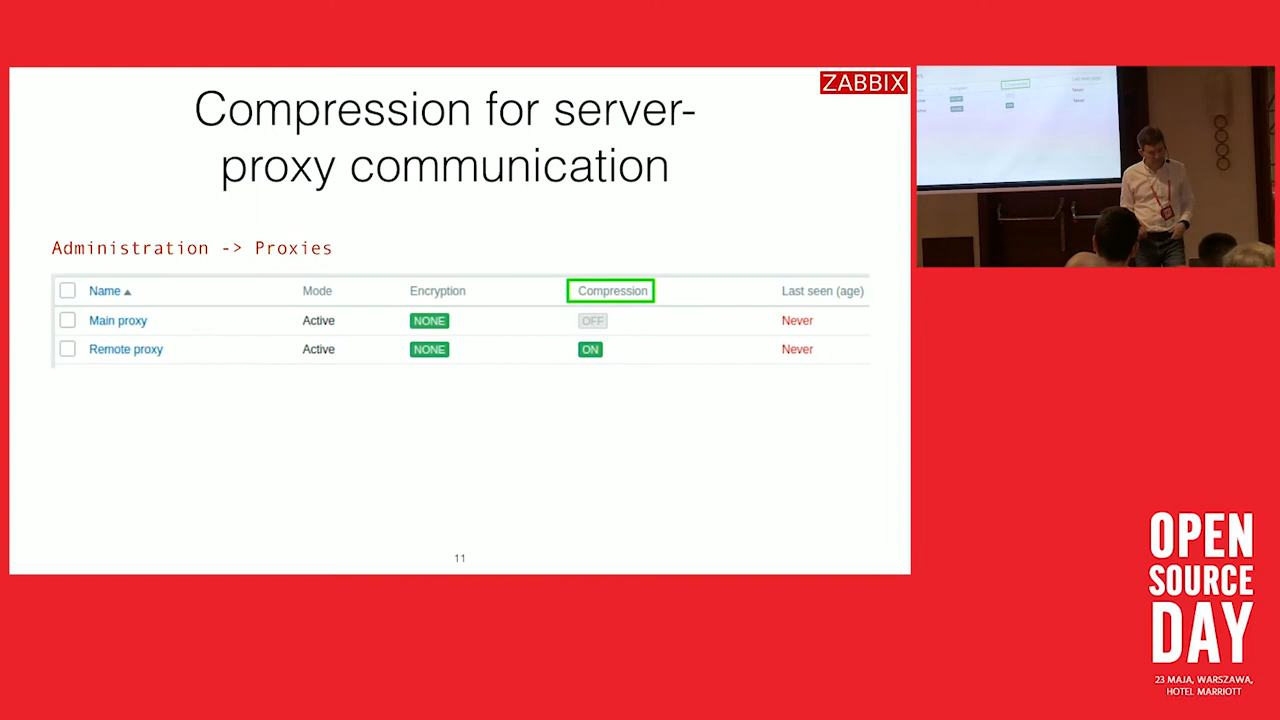 ZABBIX
Compression for server-
proxy communication
Administration -> Proxies
Name Mode Encryption Compression Last seen (age)
Main proxy Active NONE OFF Never
Remote proxy Active NONE ON Never
11
OPEN
SOURCE
DAY
23 MAJA, WARSZAWA,
HOTEL MARRIOTT